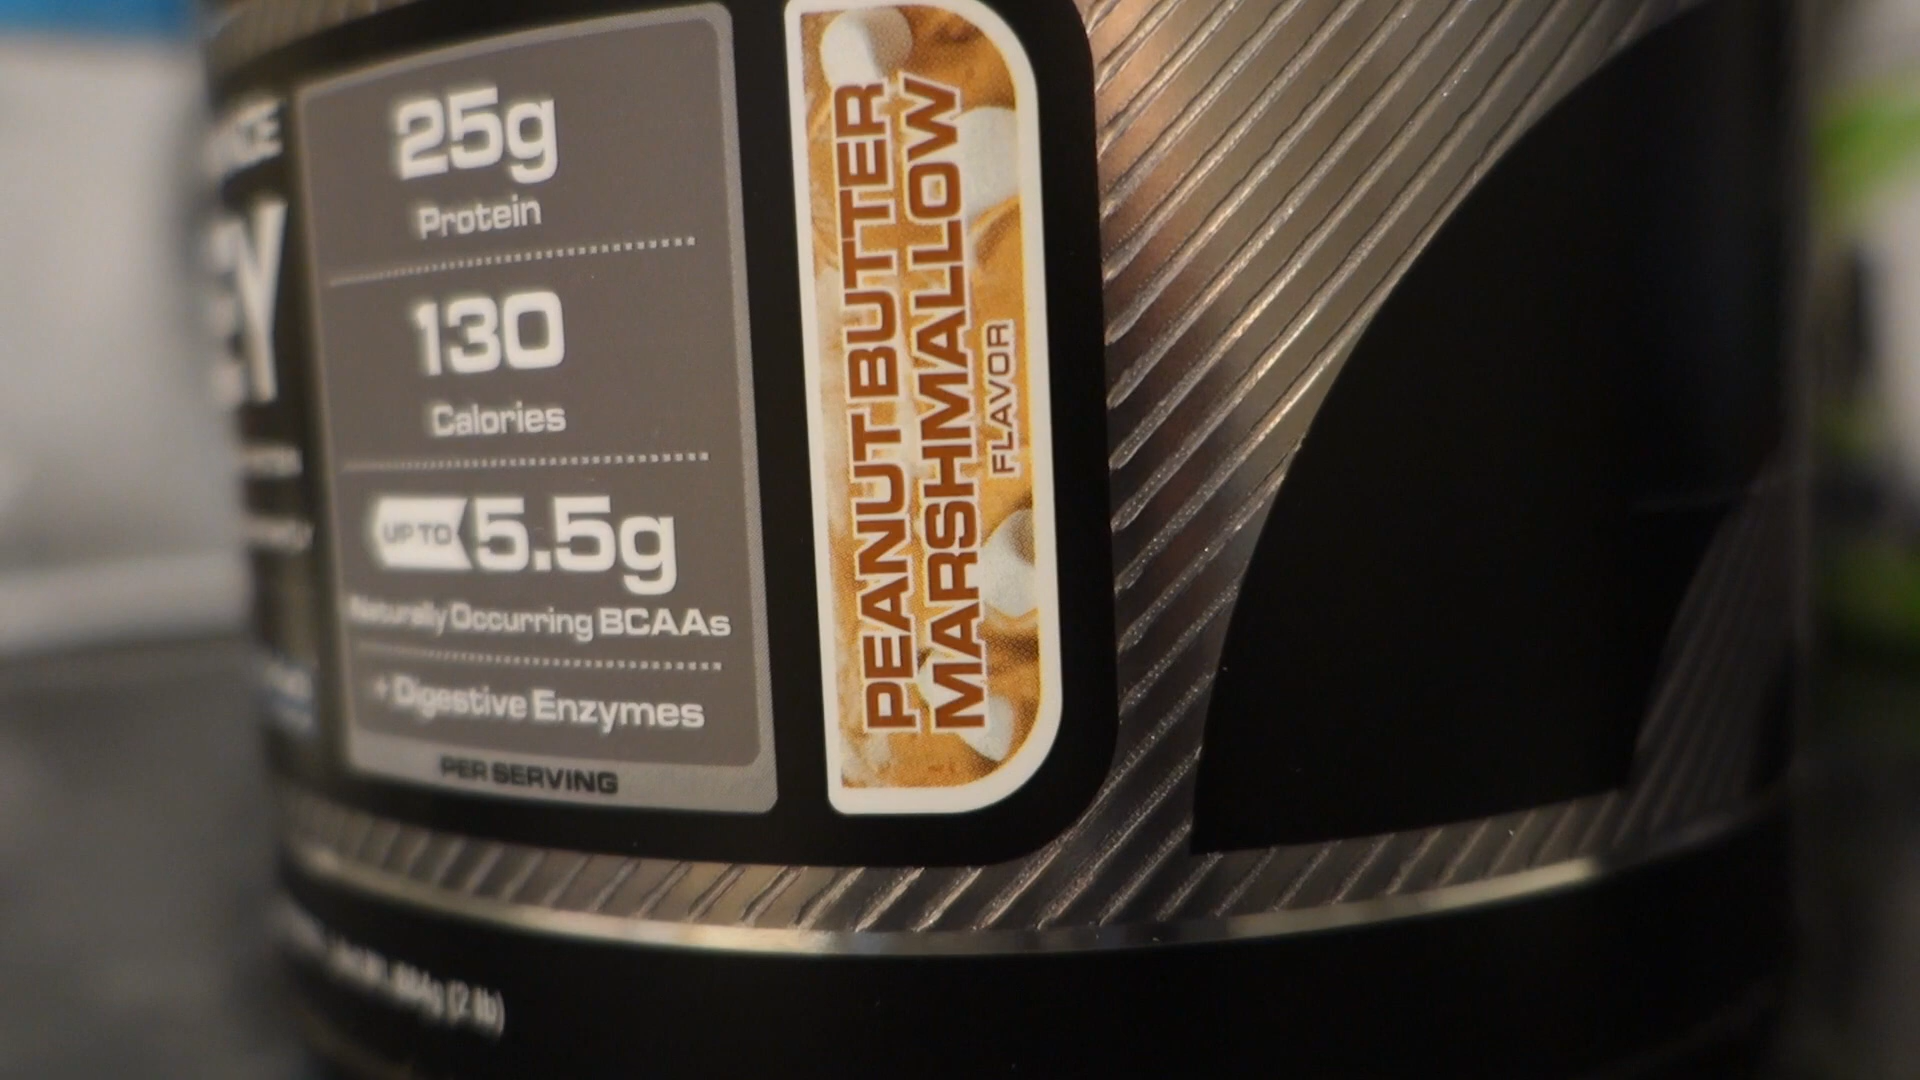 25g
Protein
130
Calories
UP TO 5.5g
Naturally Occurring BCAAs
+ Digestive Enzymes
PER SERVING
PEANUT BUTTER
MARSHMALLOW
FLAVOR
(2 lb)